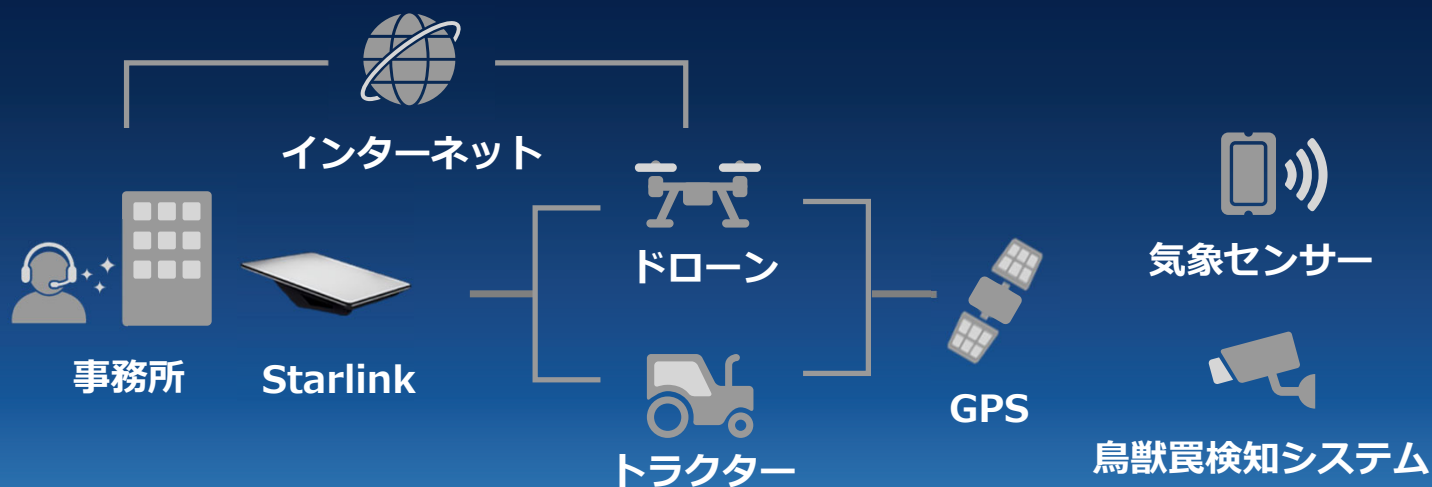 インターネット
ドローン
気象センサー
事務所
Starlink
GPS
トラクター
鳥獣罠検知システム